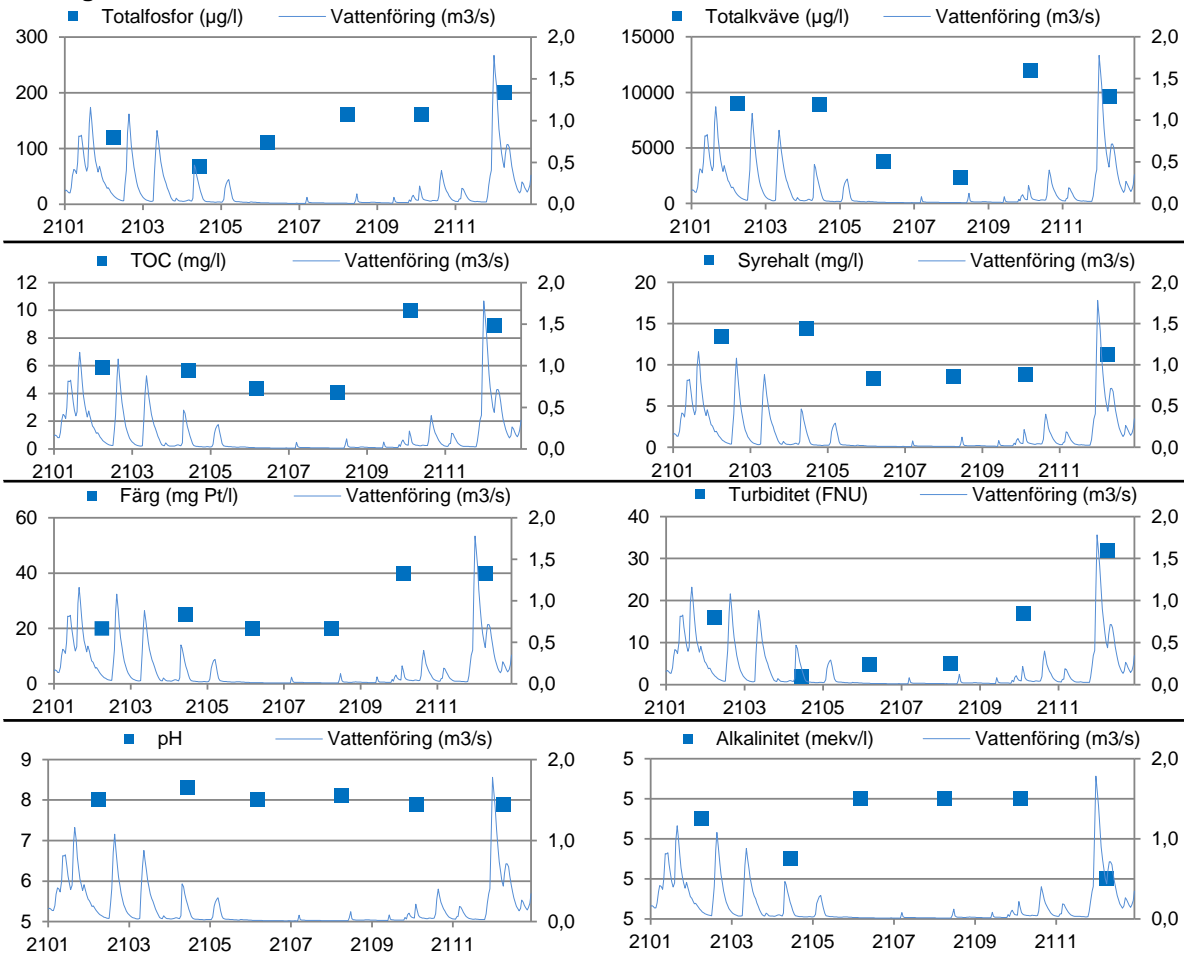 Totalfosfor (µg/l) Vattenföring (m3/s)
300 2,0
200 1,5
1,0
100 0,5
0 0,0
2101 2103 2105 2107 2109 2111
Totalkväve (µg/l) Vattenföring (m3/s)
15000 2,0
10000 1,5
1,0
5000 0,5
0 0,0
2101 2103 2105 2107 2109 2111
TOC (mg/l) Vattenföring (m3/s)
12 2,0
10
8 1,5
6 1,0
4
2 0,5
0 0,0
2101 2103 2105 2107 2109 2111
Syrehalt (mg/l) Vattenföring (m3/s)
20 2,0
15 1,5
10 1,0
5 0,5
0 0,0
2101 2103 2105 2107 2109 2111
Färg (mg Pt/l) Vattenföring (m3/s)
60 2,0
40 1,5
1,0
20 0,5
0 0,0
2101 2103 2105 2107 2109 2111
Turbiditet (FNU) Vattenföring (m3/s)
40 2,0
30 1,5
20 1,0
10 0,5
0 0,0
2101 2103 2105 2107 2109 2111
pH Vattenföring (m3/s)
9 2,0
8 1,5
7 1,0
6 0,5
5 0,0
2101 2103 2105 2107 2109 2111
Alkalinitet (mekv/l) Vattenföring (m3/s)
5 2,0
5 1,5
5 1,0
5 0,5
5 0,0
2101 2103 2105 2107 2109 2111